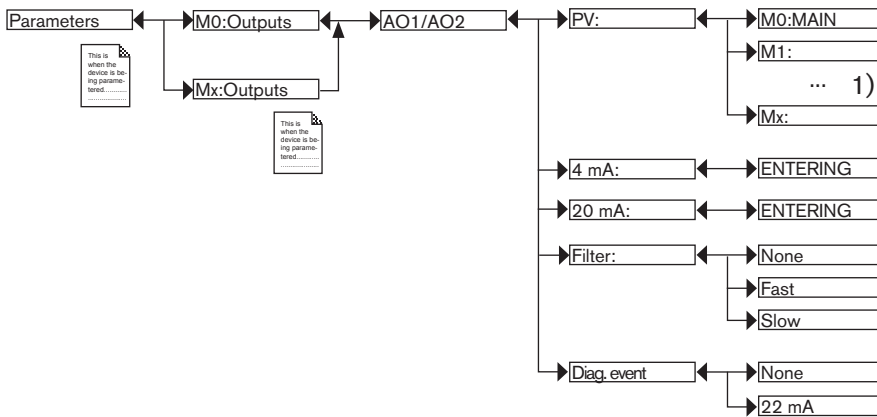 Parameters
M0:Outputs
AO1/AO2
PV:
M0:MAIN
M1:
... 1)
Mx:Outputs
Mx:
This is
when the
device is be-
ing parame-
tered............
......................
This is
when the
device is be-
ing parame-
tered............
......................
4 mA:
ENTERING
20 mA:
ENTERING
Filter:
None
Fast
Slow
Diag. event
None
22 mA